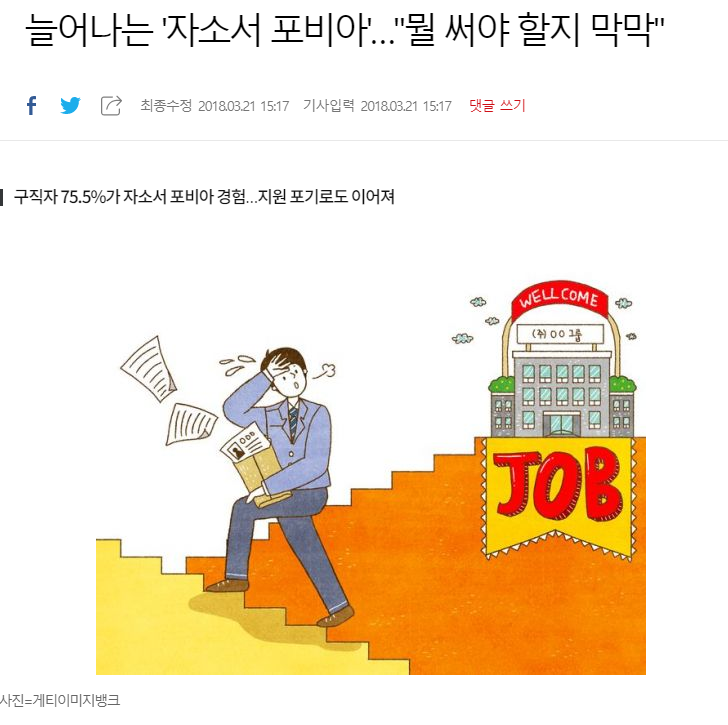 늘어나는 '자소서 포비아'…"뭘 써야 할지 막막"
최종수정 2018.03.21 15:17 기사입력 2018.03.21 15:17 댓글 쓰기
구직자 75.5%가 자소서 포비아 경험…지원 포기로도 이어져
WELLCOME
(주)○○그룹
○○○
JOB
사진=게티이미지뱅크